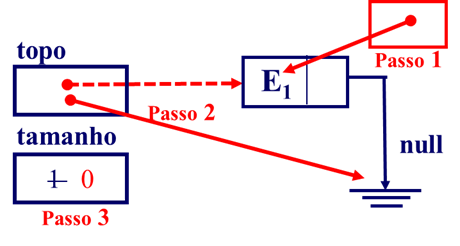 topo
Passo 1
E1
Passo 2
tamanho
null
1 0
Passo 3